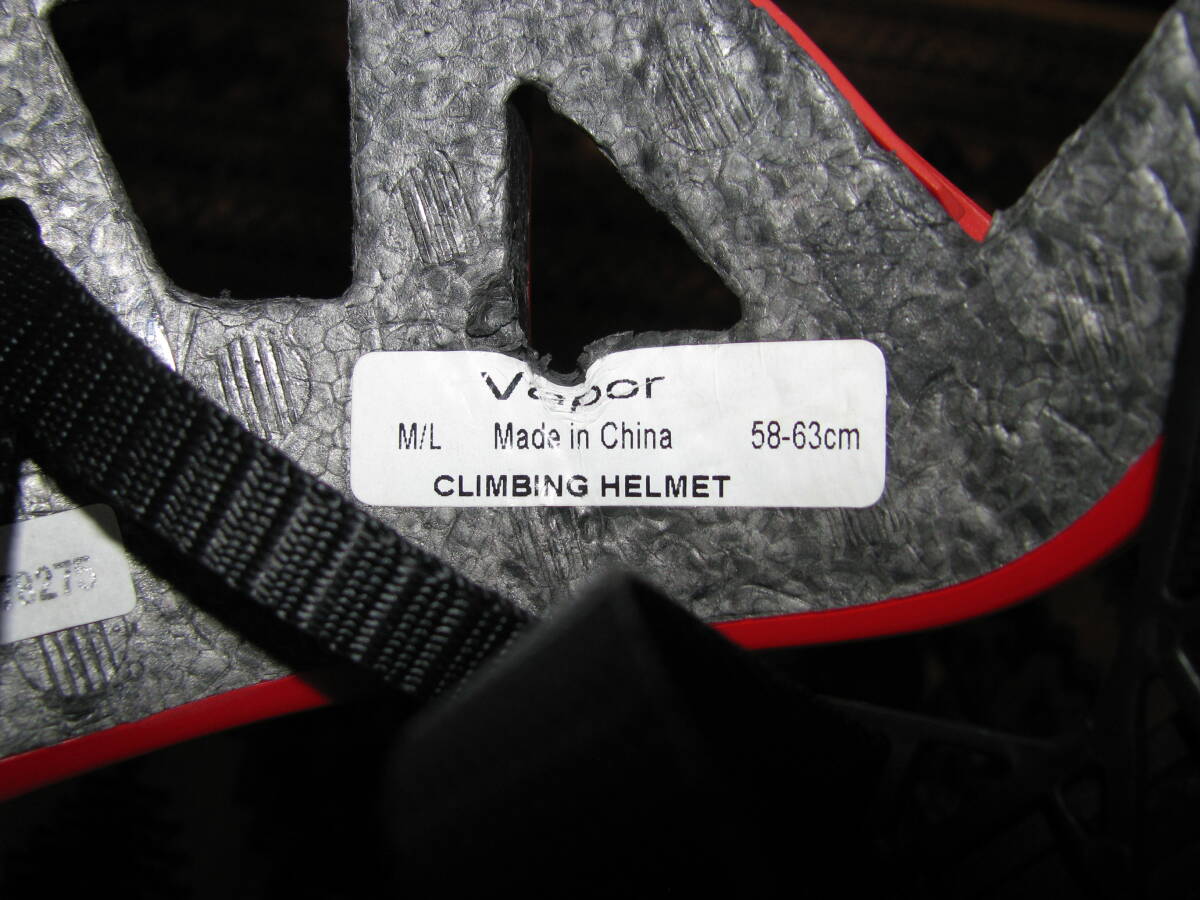 Vapor
M/L Made in China 58-63cm
CLIMBING HELMET